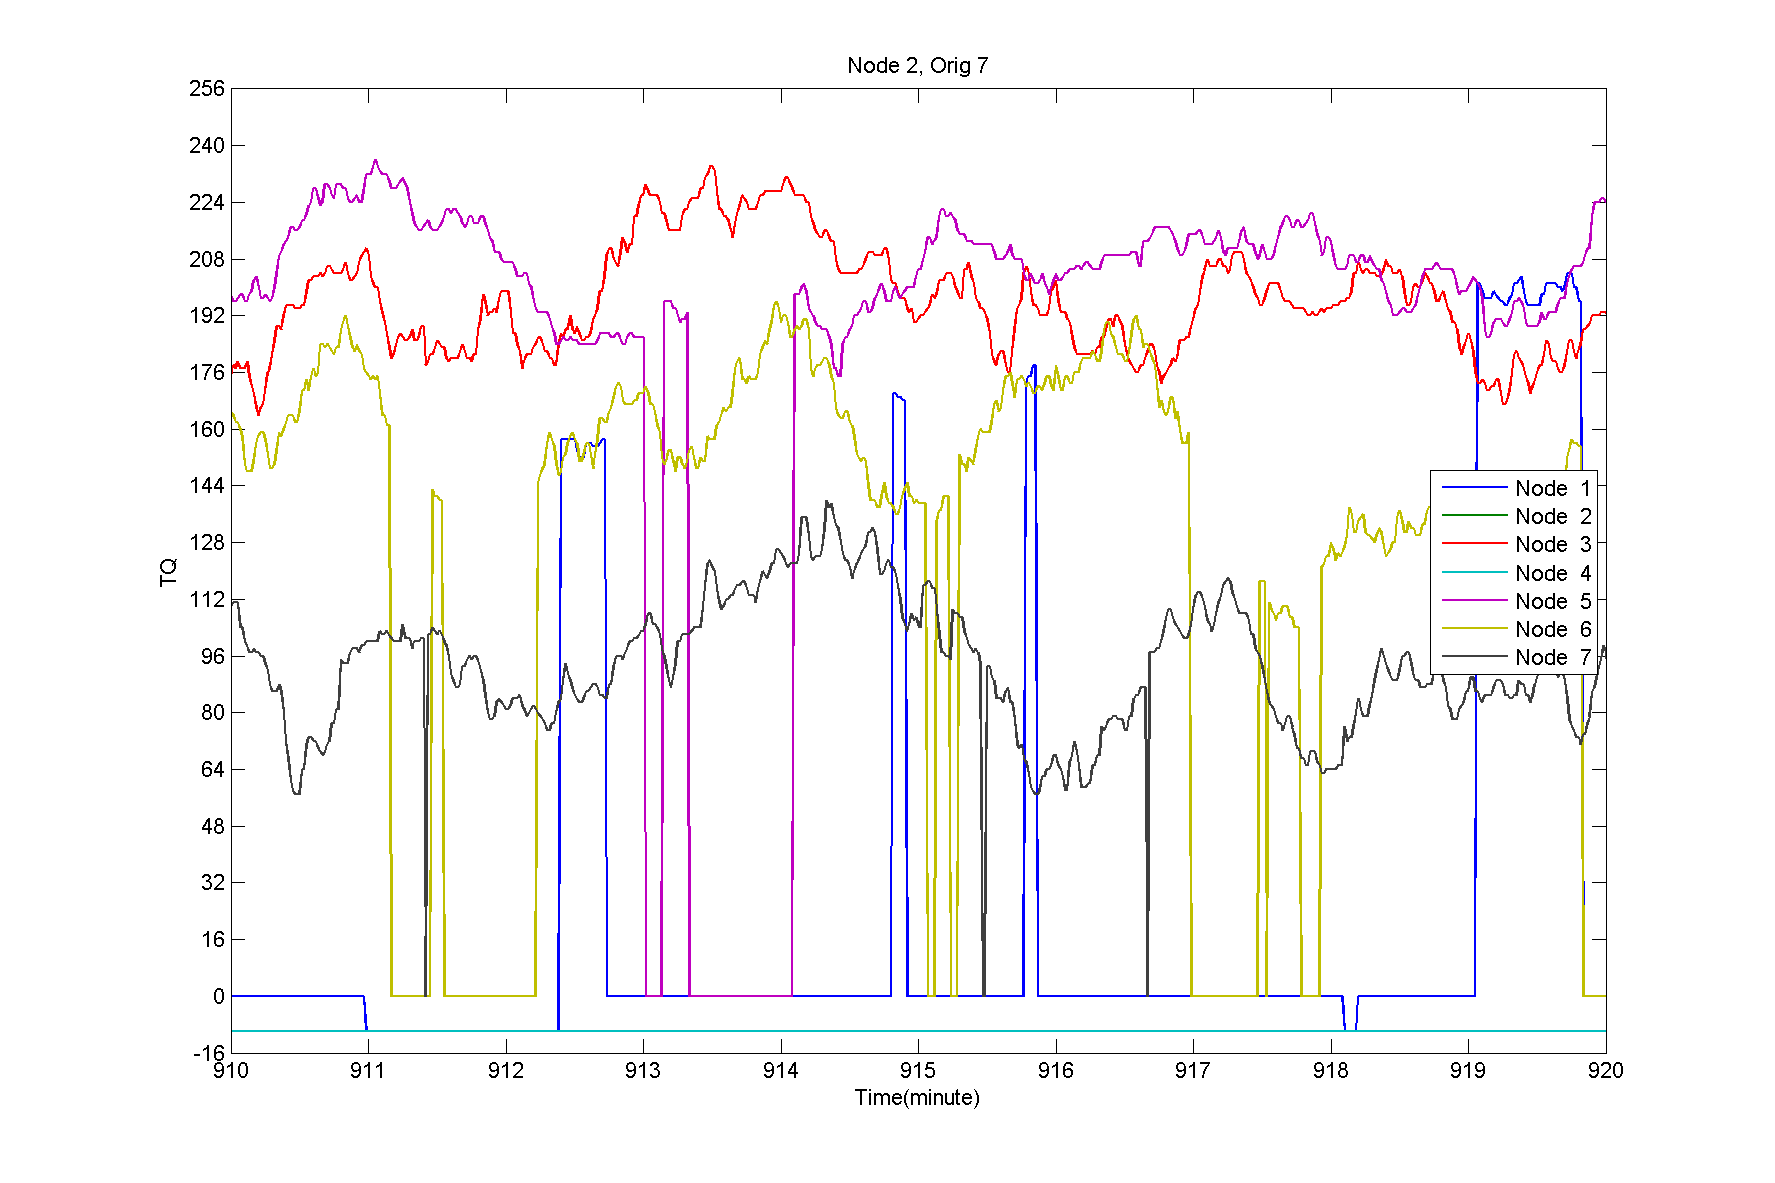 Node 2, Orig 7
256
240
224
208
192
176
160
144
128
112
96
80
64
48
32
16
0
-16
TQ
Node 1
Node 2
Node 3
Node 4
Node 5
Node 6
Node 7
910 911 912 913 914 915 916 917 918 919 920
Time(minute)